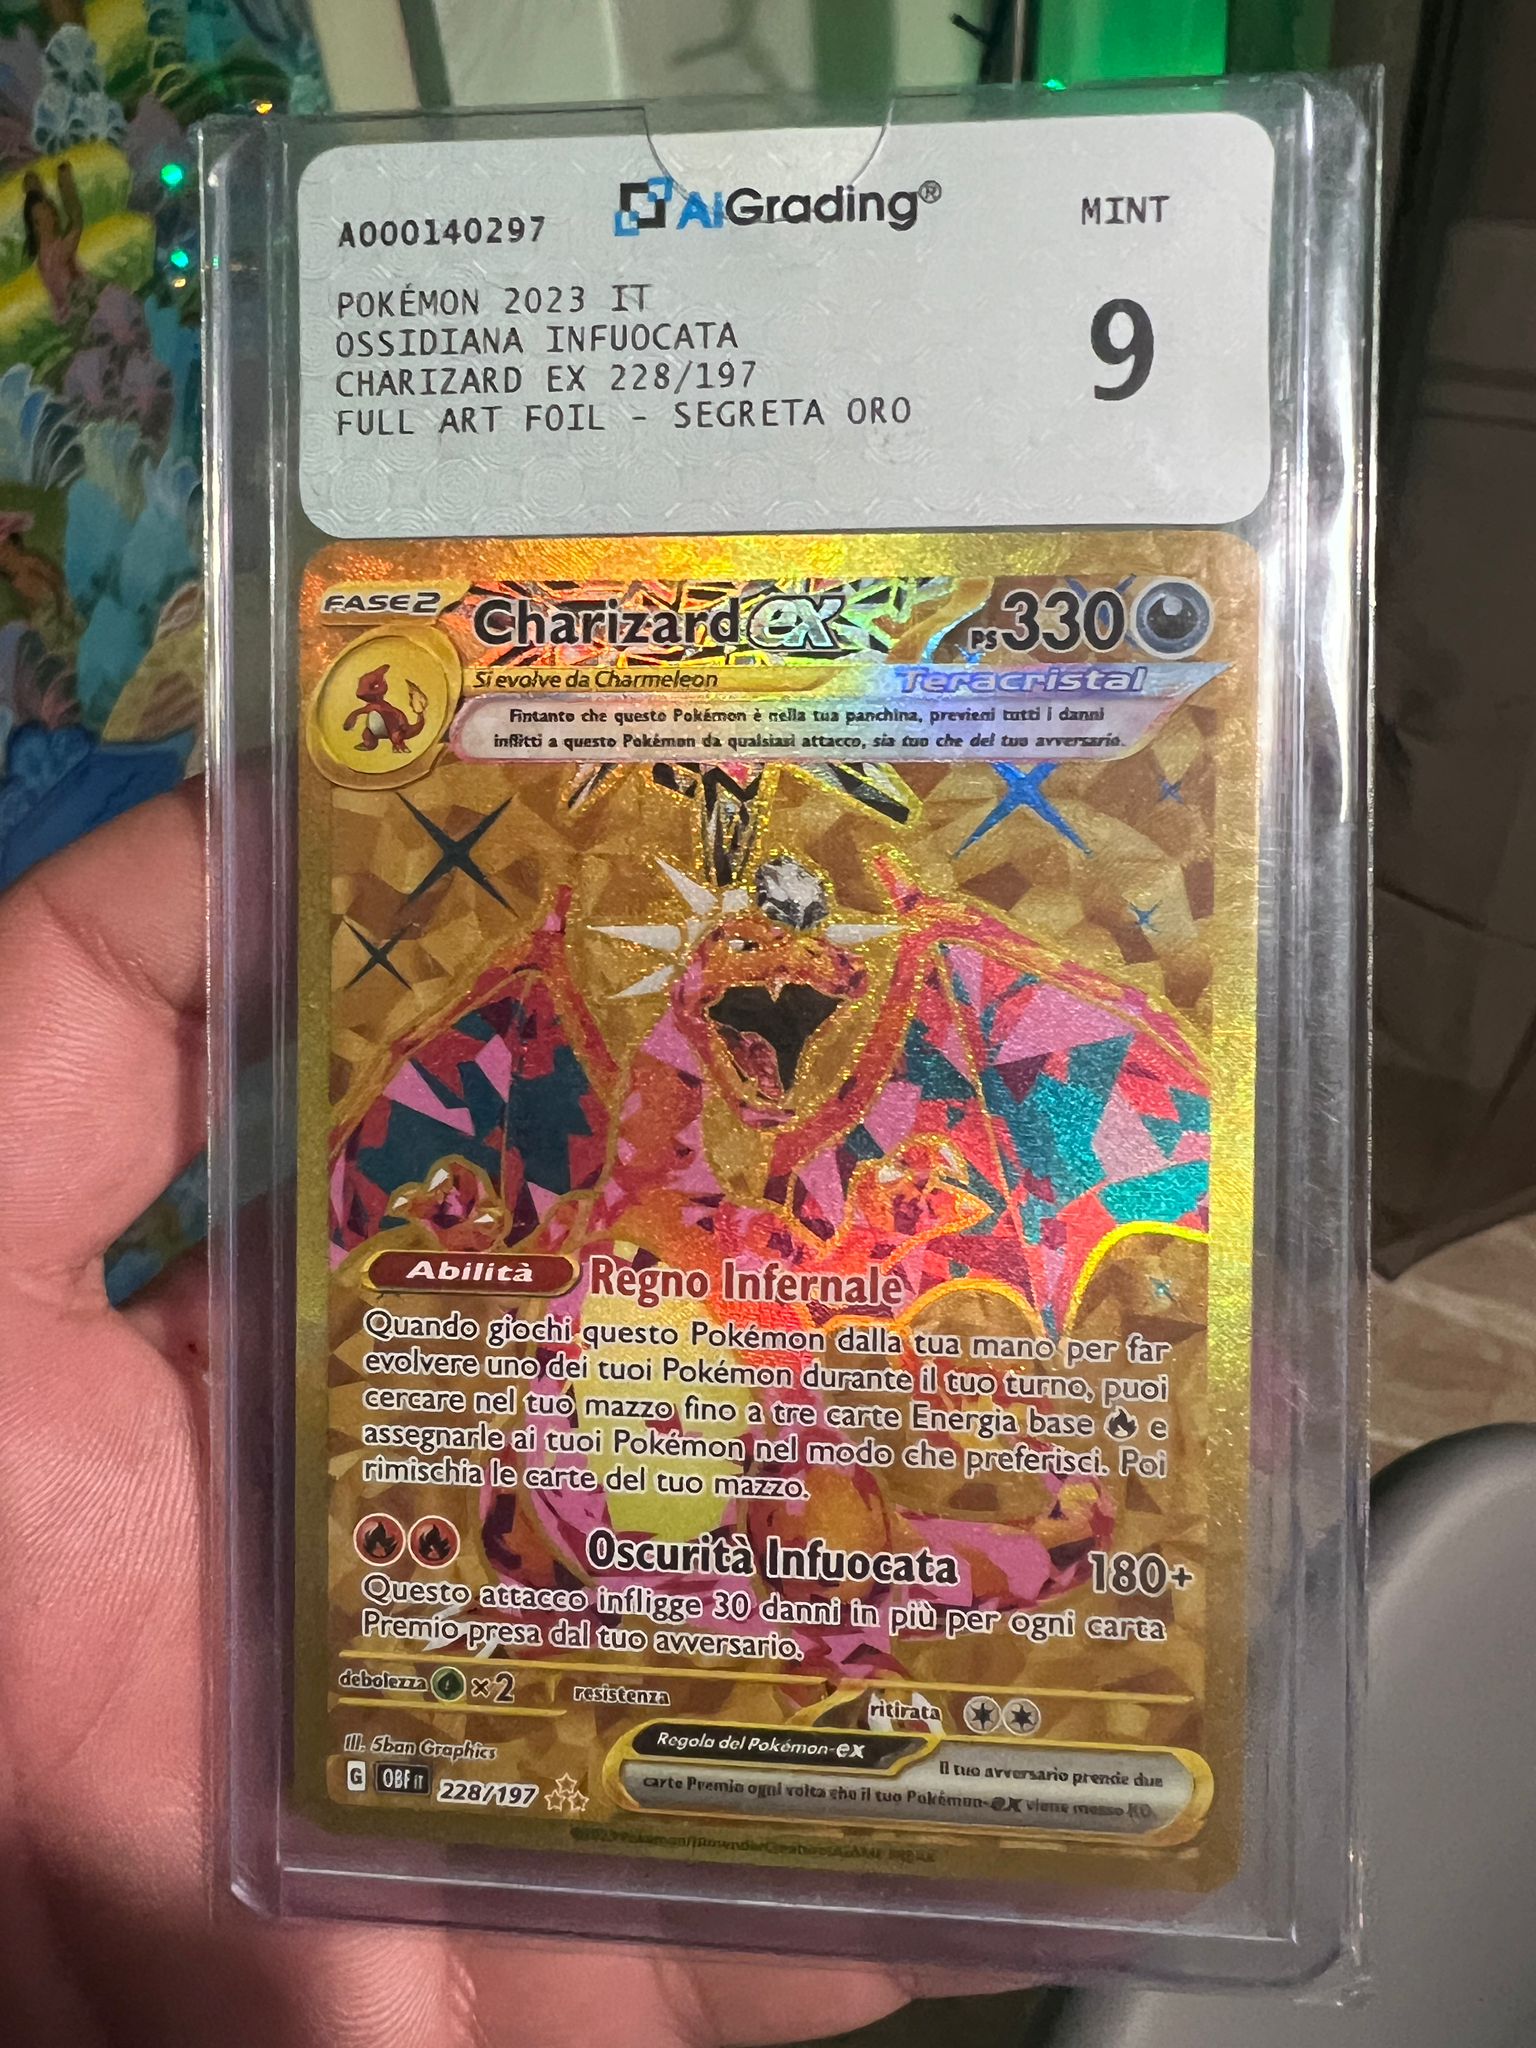 A000140297
AiGrading®
MINT
POKÉMON 2023 IT
OSSIDIANA INFUOCATA
CHARIZARD EX 228/197
FULL ART FOIL - SEGRETA ORO
9
FASE 2
Charizard ex
PS 330
Si evolve da Charmeleon
Teracristal
Fintanto che questo Pokémon è nella tua panchina, previeni tutti i danni
inflitti a questo Pokémon da qualsiasi attacco, sia tuo che del tuo avversario.
Abilità Regno Infernale
Quando giochi questo Pokémon dalla tua mano per far
evolvere uno dei tuoi Pokémon durante il tuo turno, puoi
cercare nel tuo mazzo fino a tre carte Energia base e
assegnarle ai tuoi Pokémon nel modo che preferisci. Poi
rimischia le carte del tuo mazzo.
Oscurità Infuocata 180+
Questo attacco infligge 30 danni in più per ogni carta
Premio presa dal tuo avversario.
debolezza ×2 resistenza ritirata
Ill. 5ban Graphics
G OBF IT 228/197
Regola del Pokémon-ex
Il tuo avversario prende due
carte Premio ogni volta che il tuo Pokémon-ex viene messo KO.